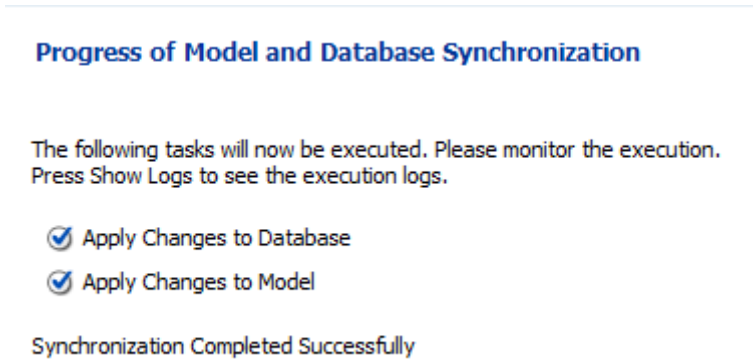 Progress of Model and Database Synchronization
The following tasks will now be executed. Please monitor the execution.
Press Show Logs to see the execution logs.
Apply Changes to Database
Apply Changes to Model
Synchronization Completed Successfully